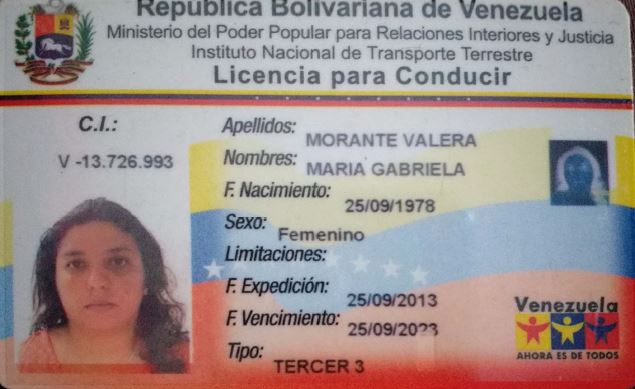 República Bolivariana de Venezuela
Ministerio del Poder Popular para Relaciones Interiores y Justicia
Instituto Nacional de Transporte Terrestre
Licencia para Conducir
C.I.:
V -13.726.993
Apellidos: MORANTE VALERA
Nombres: MARIA GABRIELA
F. Nacimiento: 25/09/1978
Sexo: Femenino
Limitaciones:
F. Expedición: 25/09/2013
F. Vencimiento: 25/09/2023
Tipo: TERCER 3
Venezuela
AHORA ES DE TODOS